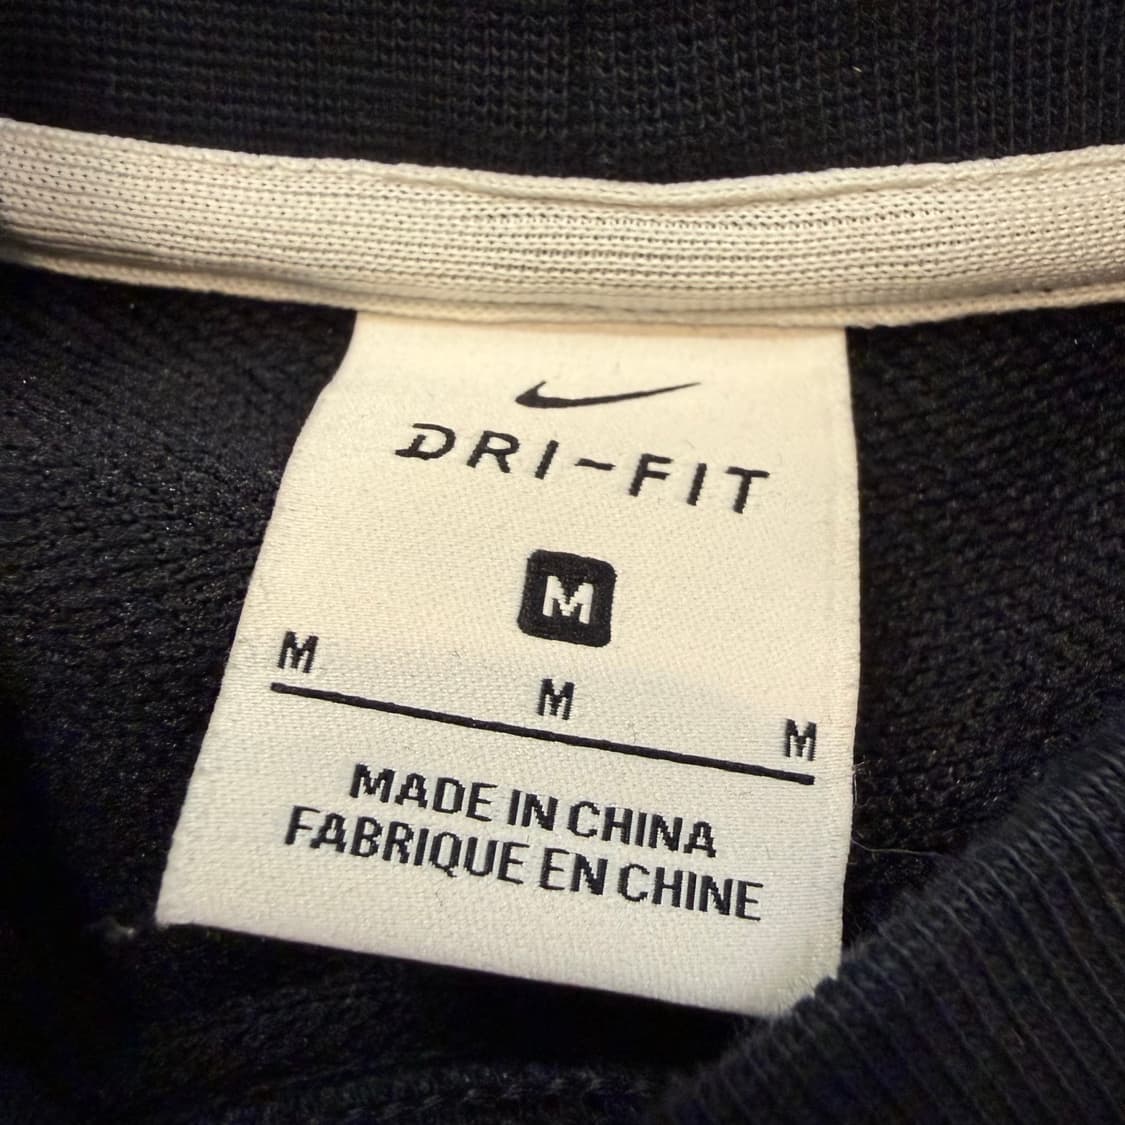 DRI-FIT
M
M M M
MADE IN CHINA
FABRIQUE EN CHINE